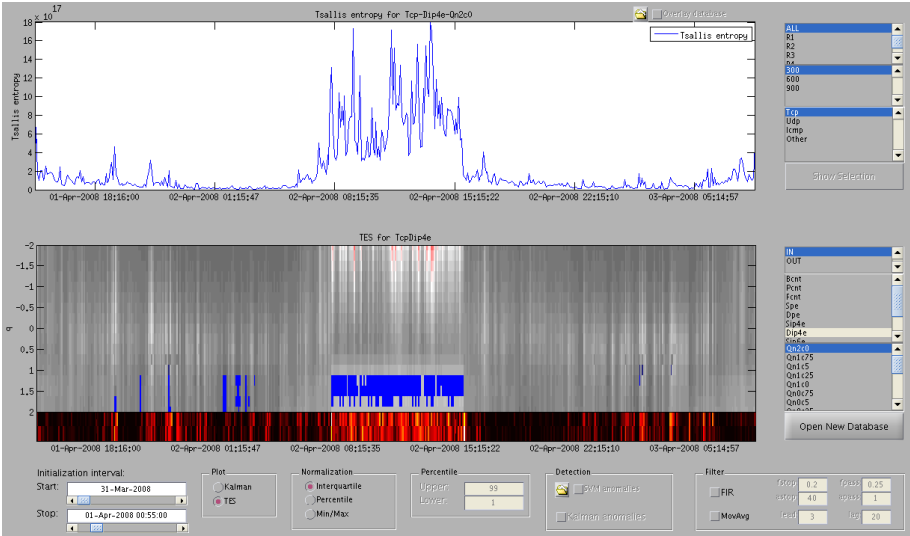 Tsallis entropy for Tcp-Dip4e-Qn2c0
Overlay database
x 10^17
18
16
14
12
10
8
6
4
2
0
Tsallis entropy
Tsallis entropy
01-Apr-2008 18:16:00 02-Apr-2008 01:15:47 02-Apr-2008 08:15:35 02-Apr-2008 15:15:22 02-Apr-2008 22:15:10 03-Apr-2008 05:14:57
ALL
R1
R2
R3
300
600
900
Tcp
Udp
Icmp
Other
Show Selection
TES for TcpDip4e
-2
-1.5
-1
-0.5
0
0.5
1
1.5
2
q
01-Apr-2008 18:16:00 02-Apr-2008 01:15:47 02-Apr-2008 08:15:35 02-Apr-2008 15:15:22 02-Apr-2008 22:15:10 03-Apr-2008 05:14:57
IN
OUT
Bcnt
Pcnt
Fcnt
Spe
Dpe
Sip4e
Dip4e
Sip6e
Qn2c0
Qn1c75
Qn1c5
Qn1c25
Qn1c0
Qn0c75
Qn0c5
Qn0c25
Open New Database
Initialization interval:
Start:
31-Mar-2008
Stop:
01-Apr-2008 00:55:00
Plot
Kalman
TES
Normalization
Interquartile
Percentile
Min/Max
Percentile
Upper: 99
Lower: 1
Detection
SVM anomalies
Kalman anomalies
Filter
FIR
fstop 0.2 fpass 0.25
astop 40 apass 1
MovAvg
lead 3 lag 20